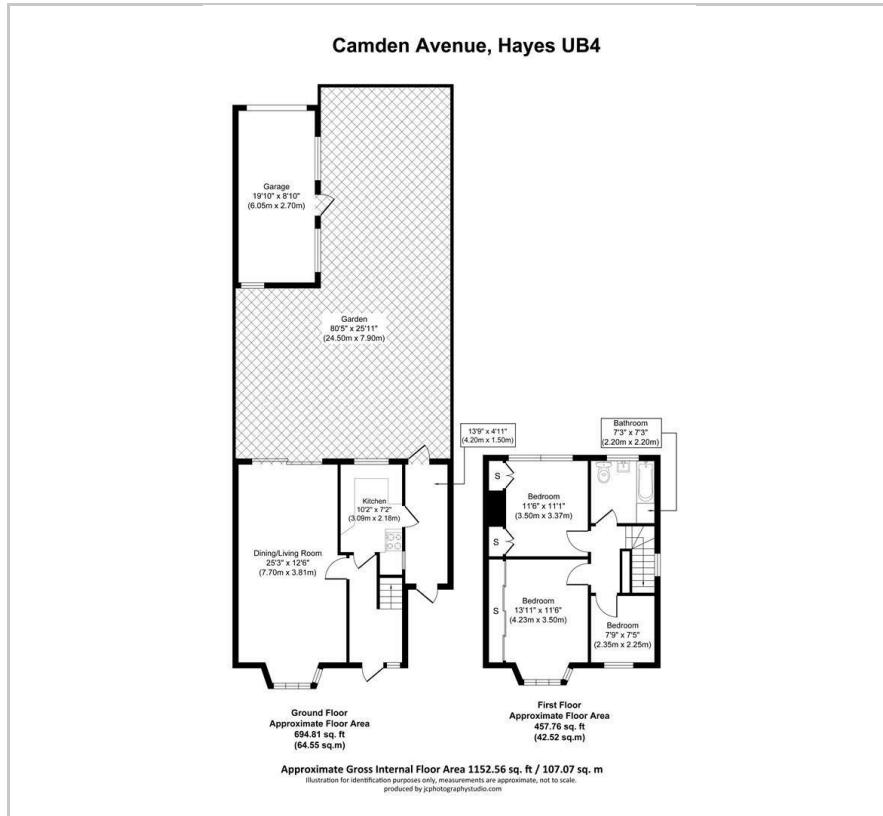 Camden Avenue, Hayes UB4
Garage
19'10" x 8'10"
(6.05m x 2.70m)
Garden
80'5" x 25'11"
(24.50m x 7.90m)
13'9" x 4'11"
(4.20m x 1.50m)
Kitchen
10'2" x 7'2"
(3.09m x 2.18m)
Dining/Living Room
25'3" x 12'6"
(7.70m x 3.81m)
Ground Floor
Approximate Floor Area
694.81 sq. ft
(64.55 sq.m)
Bathroom
7'3" x 7'3"
(2.20m x 2.20m)
S
Bedroom
11'6" x 11'1"
(3.50m x 3.37m)
S
S
Bedroom
13'11" x 11'6"
(4.23m x 3.50m)
Bedroom
7'9" x 7'5"
(2.35m x 2.25m)
First Floor
Approximate Floor Area
457.76 sq. ft
(42.52 sq.m)
Approximate Gross Internal Floor Area 1152.56 sq. ft / 107.07 sq. m
Illustration for identification purposes only, measurements are approximate, not to scale.
produced by jcphotographystudio.com